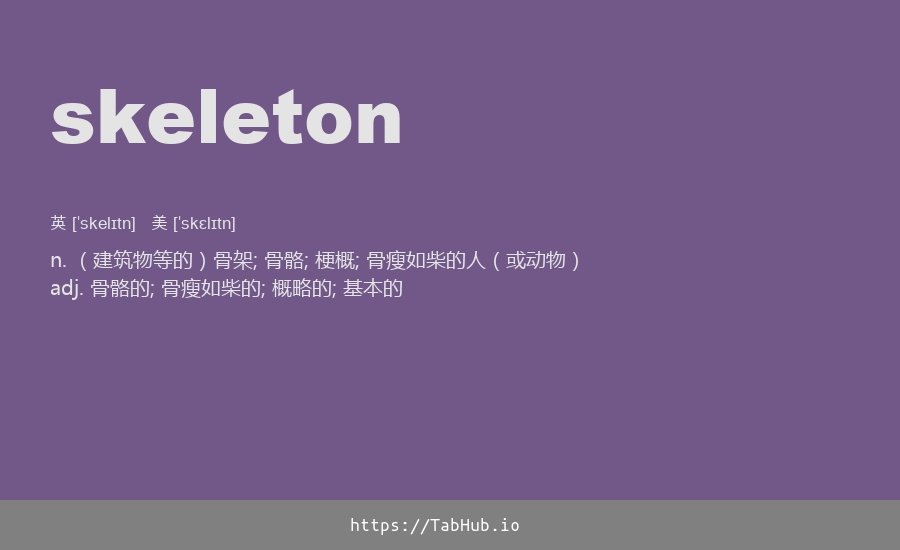 skeleton
英 [ˈskelɪtn] 美 [ˈskɛlɪtn]
n.（建筑物等的）骨架; 骨骼; 梗概; 骨瘦如柴的人（或动物）
adj. 骨骼的; 骨瘦如柴的; 概略的; 基本的
https://TabHub.io